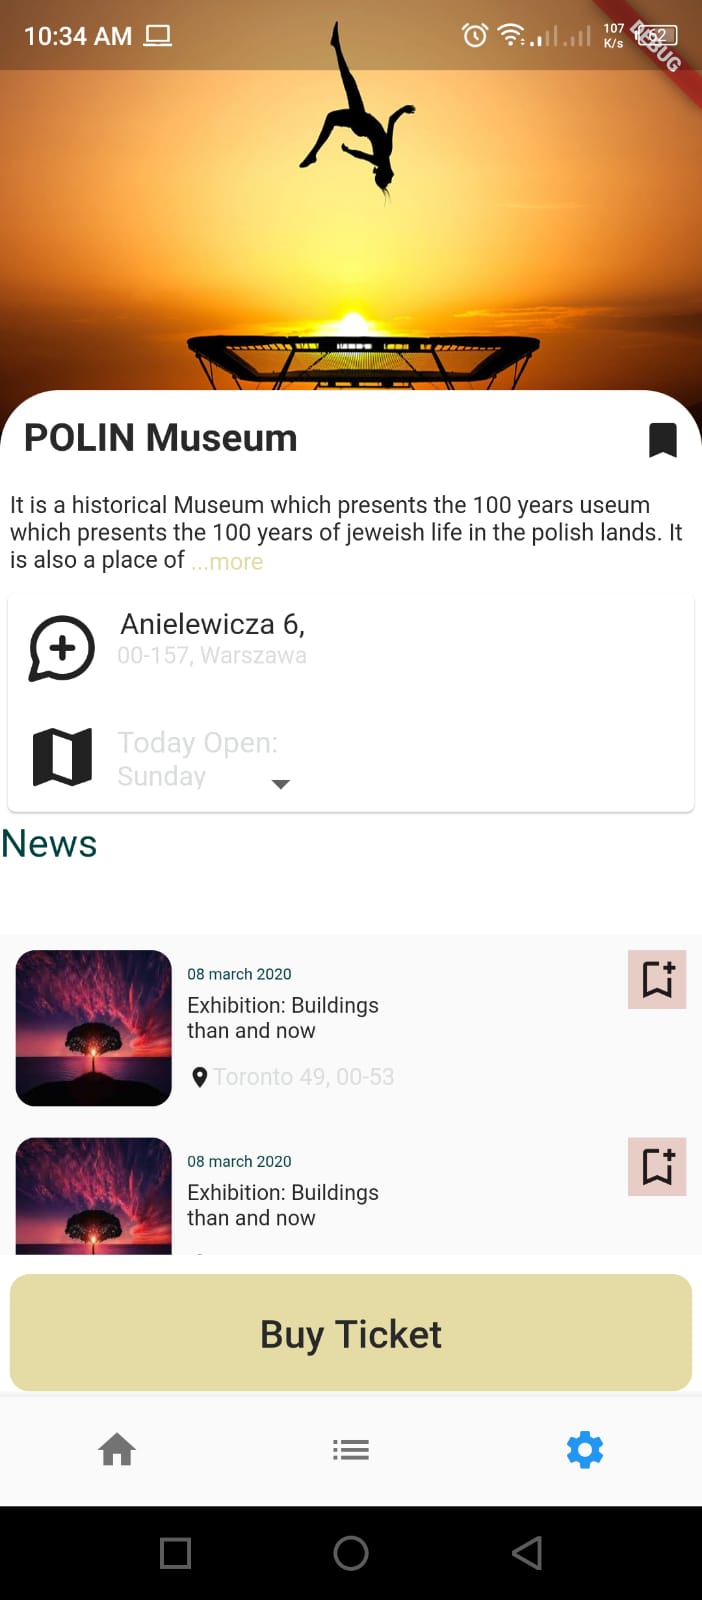 10:34 AM
107
K/s
62
DEBUG
POLIN Museum
It is a historical Museum which presents the 100 years useum
which presents the 100 years of jeweish life in the polish lands. It
is also a place of ...more
Anielewicza 6,
00-157, Warszawa
Today Open:
Sunday
News
08 march 2020
Exhibition: Buildings
than and now
Toronto 49, 00-53
08 march 2020
Exhibition: Buildings
than and now
Buy Ticket